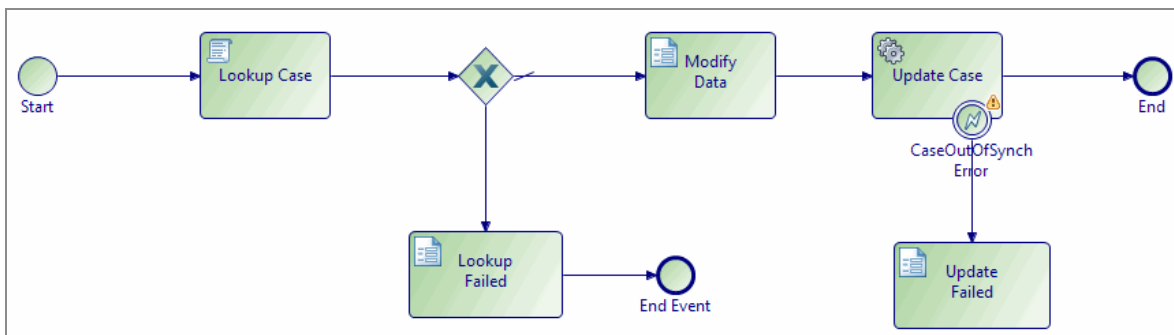 Start
Lookup Case
Modify
Data
Update Case
End
CaseOutOfSynch
Error
Lookup
Failed
End Event
Update
Failed